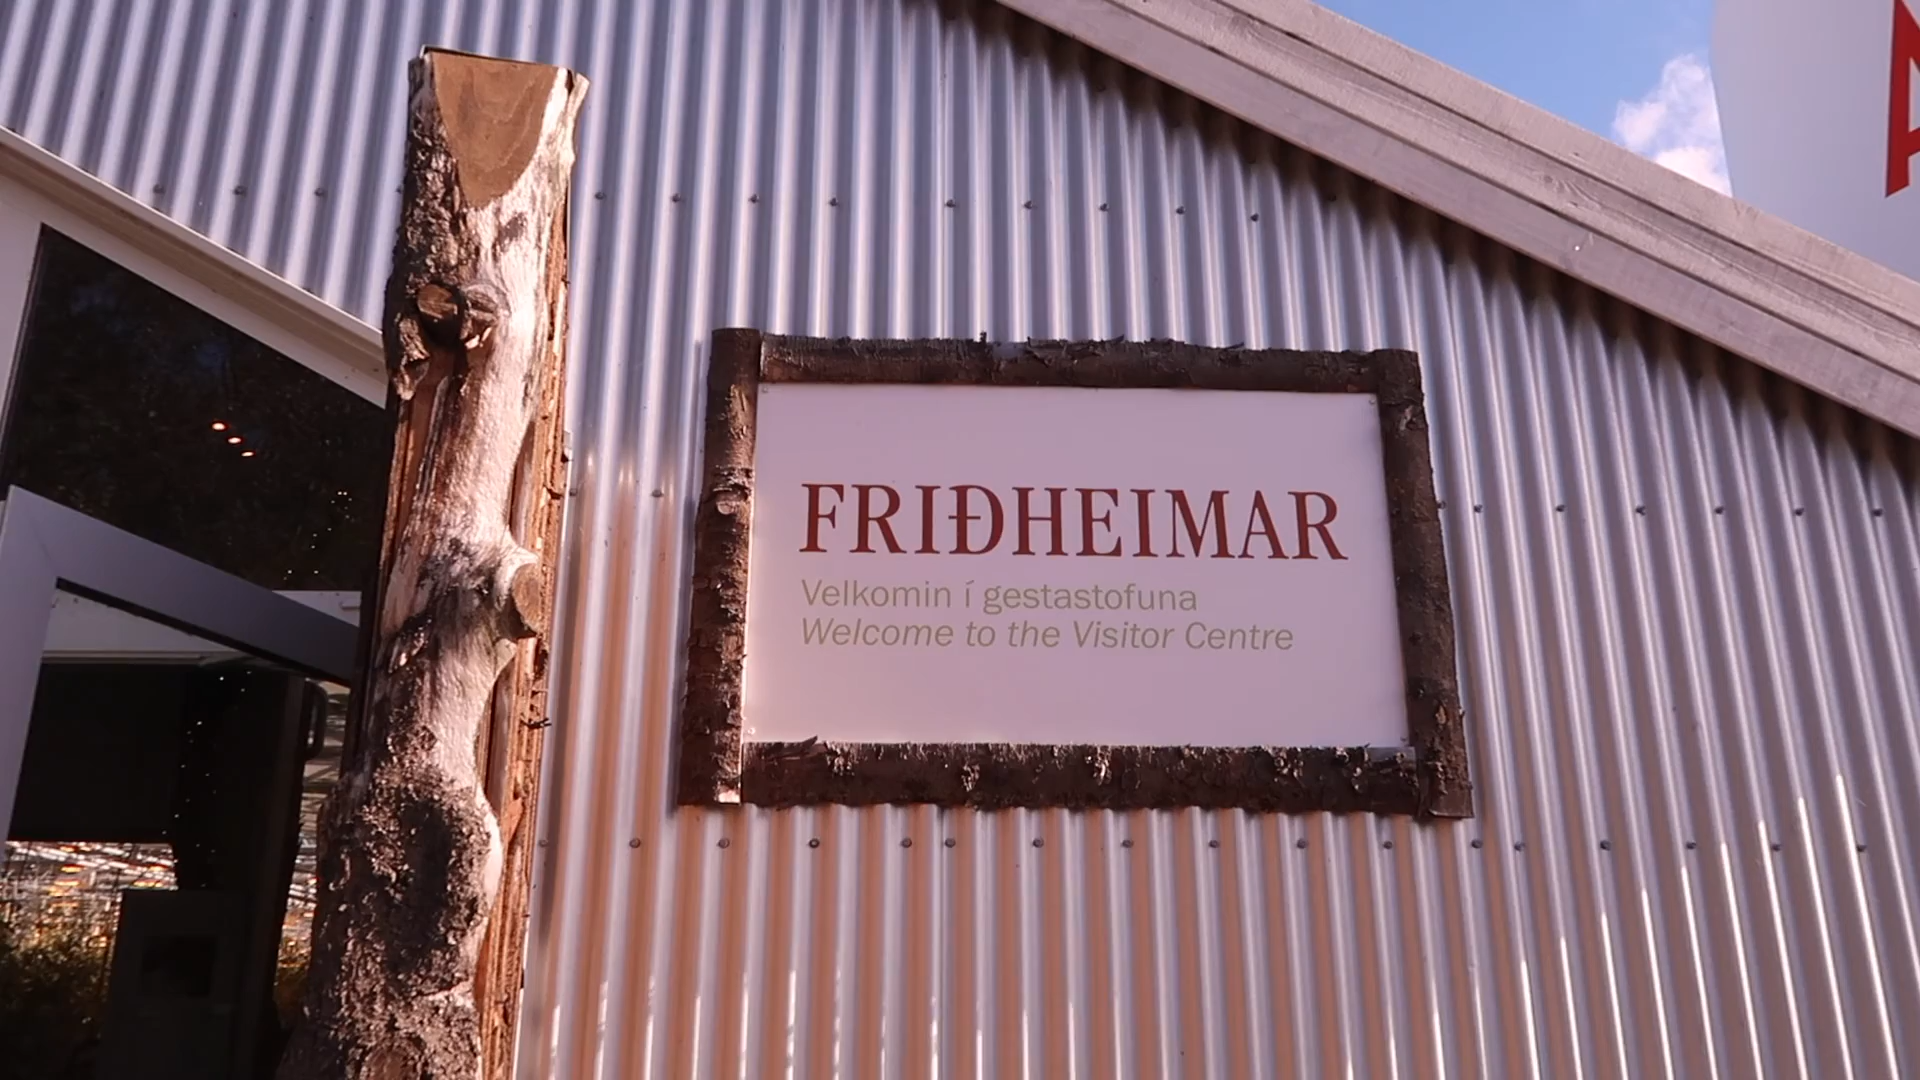 FRIÐHEIMAR
Velkomin í gestastofuna
Welcome to the Visitor Centre
A